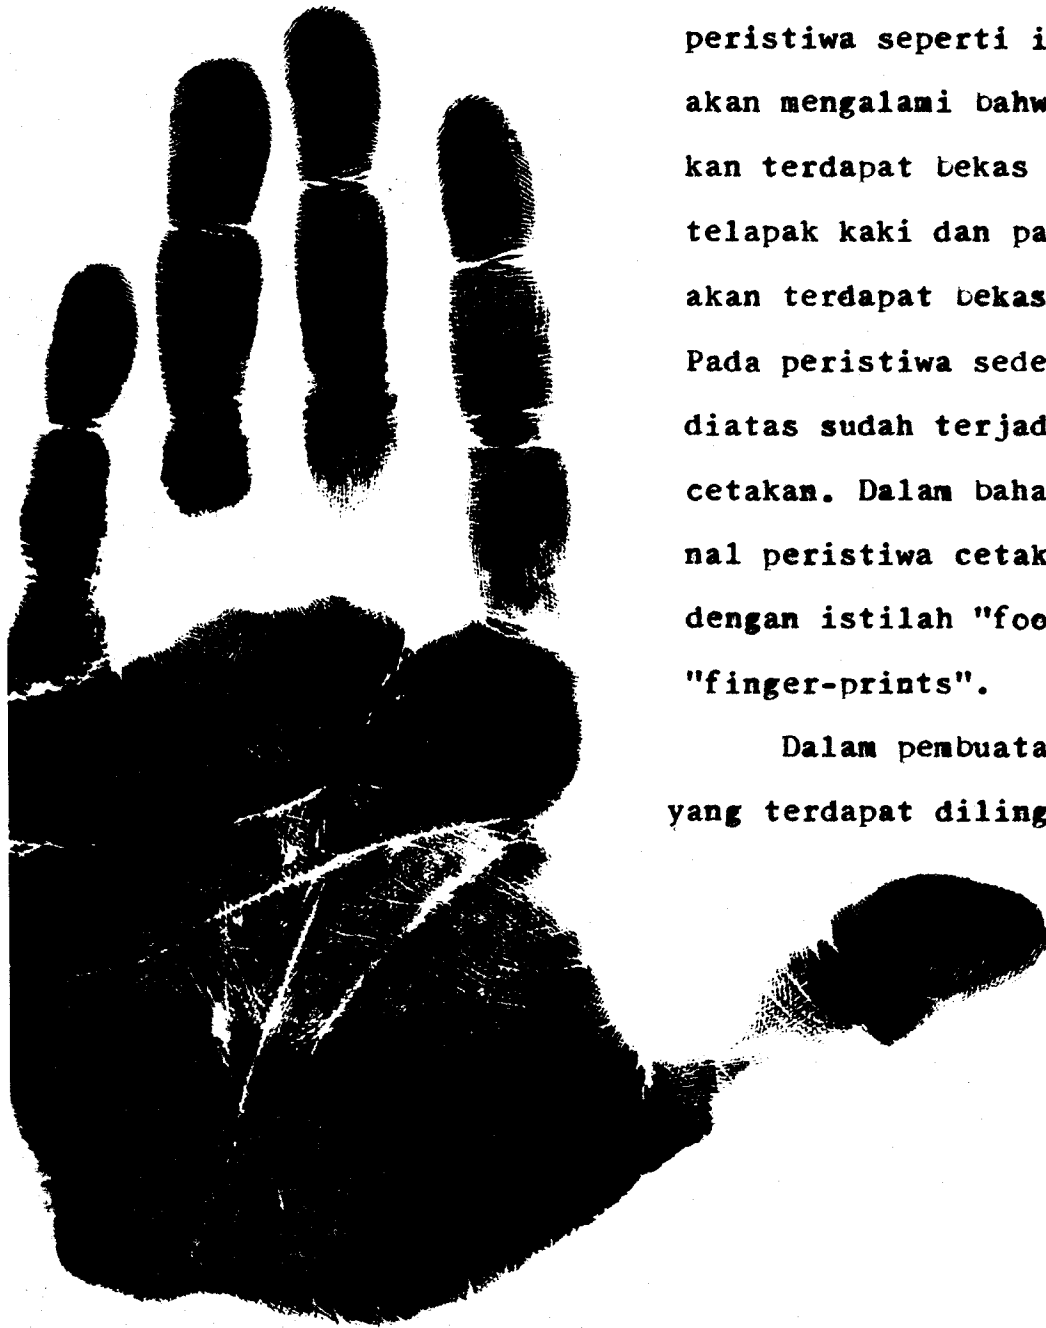 peristiwa seperti i
akan mengalami bahw
kan terdapat bekas
telapak kaki dan pa
akan terdapat bekas
Pada peristiwa sede
diatas sudah terjad
cetakan. Dalam baha
nal peristiwa cetak
dengan istilah "foo
"finger-prints".
Dalam pembuata
yang terdapat diling